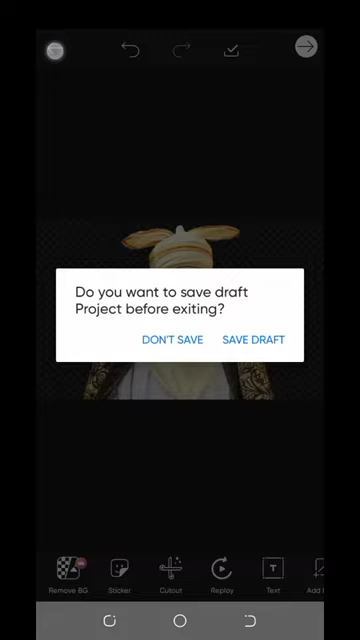 Do you want to save draft
Project before exiting?
DON'T SAVE
SAVE DRAFT
Remove BG
Sticker
Cutout
Replay
Text